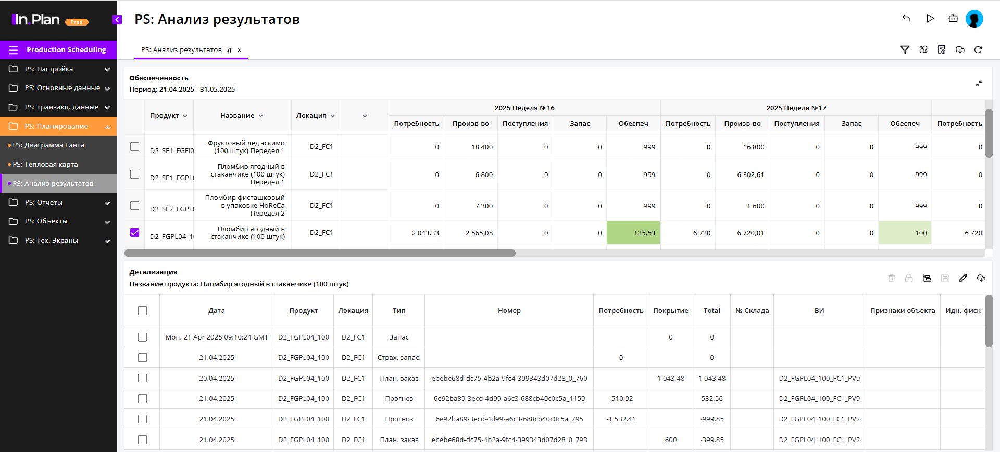 In.Plan Prod
Production Scheduling
PS: Настройка
PS: Основные данные
PS: Транзакц. данные
PS: Планирование
PS: Диаграмма Ганта
PS: Тепловая карта
PS: Анализ результатов
PS: Отчеты
PS: Объекты
PS: Тех. Экраны
PS: Анализ результатов
PS: Анализ результатов
Обеспеченность
Период: 21.04.2025 - 31.05.2025
2025 Неделя №16 2025 Неделя №17
Продукт Название Локация Потребность Произв-во Поступления Запас Обеспеч Потребность Произв-во Поступления Запас Обеспеч Потребность
Фруктовый лед эскимо
(100 штук) Передел 1
D2_SF1_FGFI0 D2_FC1 0 18 400 0 0 999 0 16 800 0 0 999 0
Пломбир ягодный в
стаканчике (100 штук)
Передел 1
D2_SF1_FGPL D2_FC1 0 6 800 0 0 999 0 6 302,61 0 0 999 0
Пломбир фисташковый
в упаковке HoReCa
Передел 2
D2_SF2_FGPL D2_FC1 0 7 300 0 0 999 0 1 600 0 0 999 0
Пломбир ягодный в
стаканчике (100 штук)
D2_FGPL04_1 D2_FC1 2 043,33 2 565,08 0 0 125,53 6 720 6 720,01 0 0 100 6 720
Детализация
Название продукта: Пломбир ягодный в стаканчике (100 штук)
Дата Продукт Локация Тип Номер Потребность Покрытие Total № Склада ВИ Признаки объекта Идн. фиск
Mon, 21 Apr 2025 09:10:24 GMT D2_FGPL04_100 D2_FC1 Запас 0 0
21.04.2025 D2_FGPL04_100 D2_FC1 Страх. запас. 0 0
20.04.2025 D2_FGPL04_100 D2_FC1 План. заказ ebebe68d-dc75-4b2a-9fc4-399343d07d28_0_760 1 043,48 1 043,48 D2_FGPL04_100_FC1_PV9
21.04.2025 D2_FGPL04_100 D2_FC1 Прогноз 6e92ba89-3ecd-4d99-a6c3-688cb40c0c5a_1159 -510,92 532,56 D2_FGPL04_100_FC1_PV9
21.04.2025 D2_FGPL04_100 D2_FC1 Прогноз 6e92ba89-3ecd-4d99-a6c3-688cb40c0c5a_795 -1 532,41 -999,85 D2_FGPL04_100_FC1_PV2
21.04.2025 D2_FGPL04_100 D2_FC1 План. заказ ebebe68d-dc75-4b2a-9fc4-399343d07d28_0_793 600 -399,85 D2_FGPL04_100_FC1_PV2